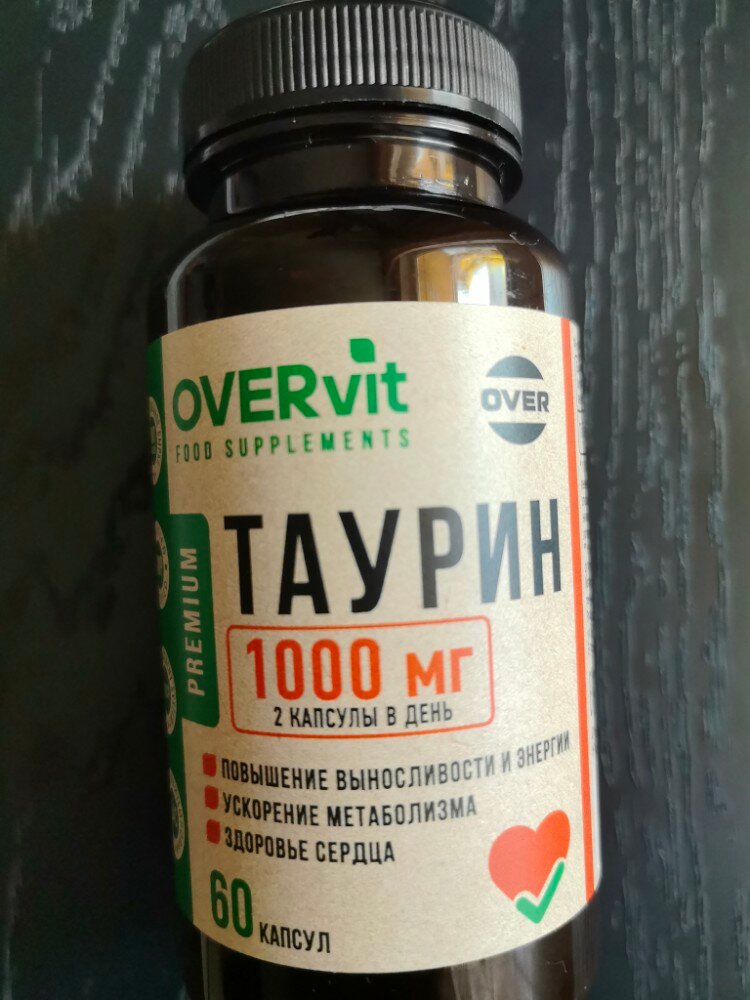 OVERvit
FOOD SUPPLEMENTS
OVER
PREMIUM
ТАУРИН
1000 мг
2 КАПСУЛЫ В ДЕНЬ
ПОВЫШЕНИЕ ВЫНОСЛИВОСТИ И ЭНЕРГИИ
УСКОРЕНИЕ МЕТАБОЛИЗМА
ЗДОРОВЬЕ СЕРДЦА
60 КАПСУЛ